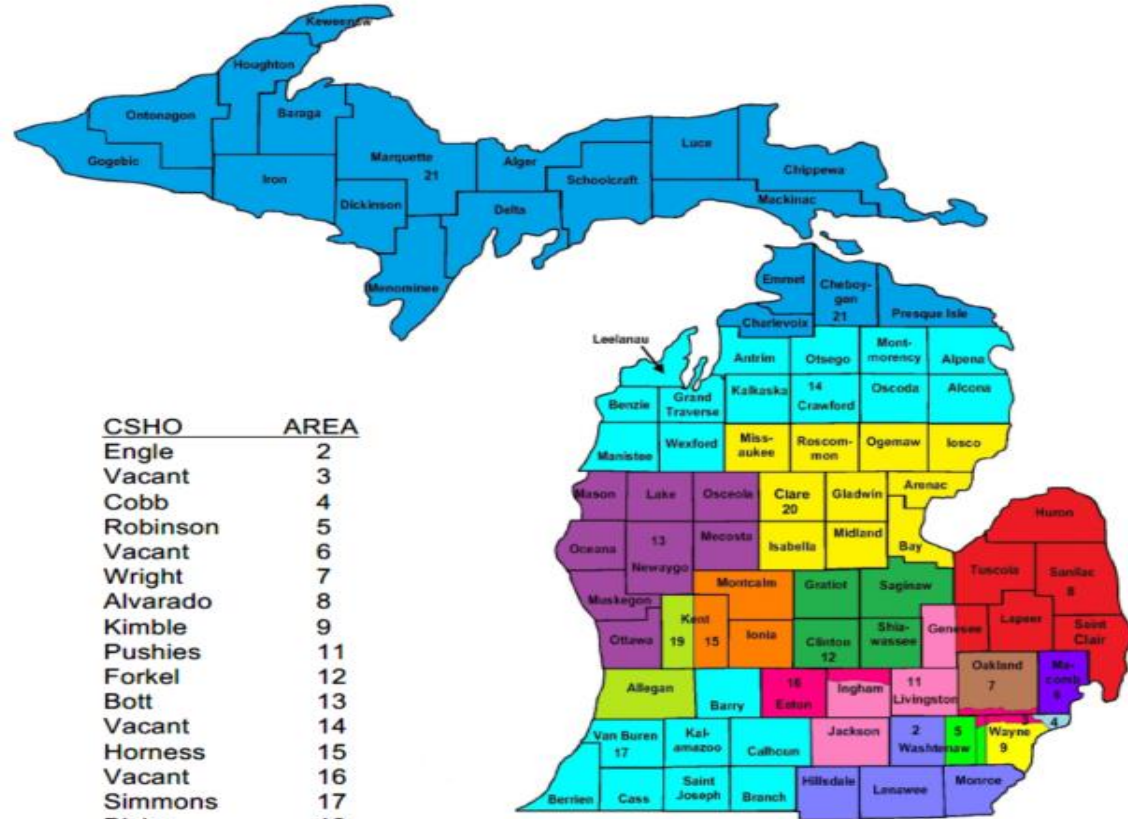 Keweenaw
Houghton
Ontonagon
Baraga
Gogebic
Iron
Marquette
21
Alger
Luce
Chippewa
Schoolcraft
Mackinac
Dickinson
Delta
Menominee
Emmet
Cheboy-
gan
21
Presque Isle
Charlevoix
Leelanau
Antrim
Otsego
Mont-
morency
Alpena
Benzie
Grand
Traverse
Kalkaska
14
Crawford
Oscoda
Alcona
Manistee
Wexford
Miss-
aukee
Roscom-
mon
Ogemaw
Iosco
Mason
Lake
Osceola
Clare
20
Gladwin
Arenac
Huron
Oceana
13
Newaygo
Mecosta
Isabella
Midland
Bay
Tuscola
Sanilac
8
Muskegon
Montcalm
Gratiot
Saginaw
Ottawa
19
Kent
15
Ionia
Clinton
12
Shia-
wassee
Genesee
Lapeer
Saint
Clair
Allegan
Barry
16
Eaton
Ingham
11
Livingston
Oakland
7
Ma-
comb
6
Van Buren
17
Kal-
amazoo
Calhoun
Jackson
2
Washtenaw
5
3
4
Wayne
9
Berrien
Cass
Saint
Joseph
Branch
Hillsdale
Lenawee
Monroe
CSHO AREA
Engle 2
Vacant 3
Cobb 4
Robinson 5
Vacant 6
Wright 7
Alvarado 8
Kimble 9
Pushies 11
Forkel 12
Bott 13
Vacant 14
Horness 15
Vacant 16
Simmons 17